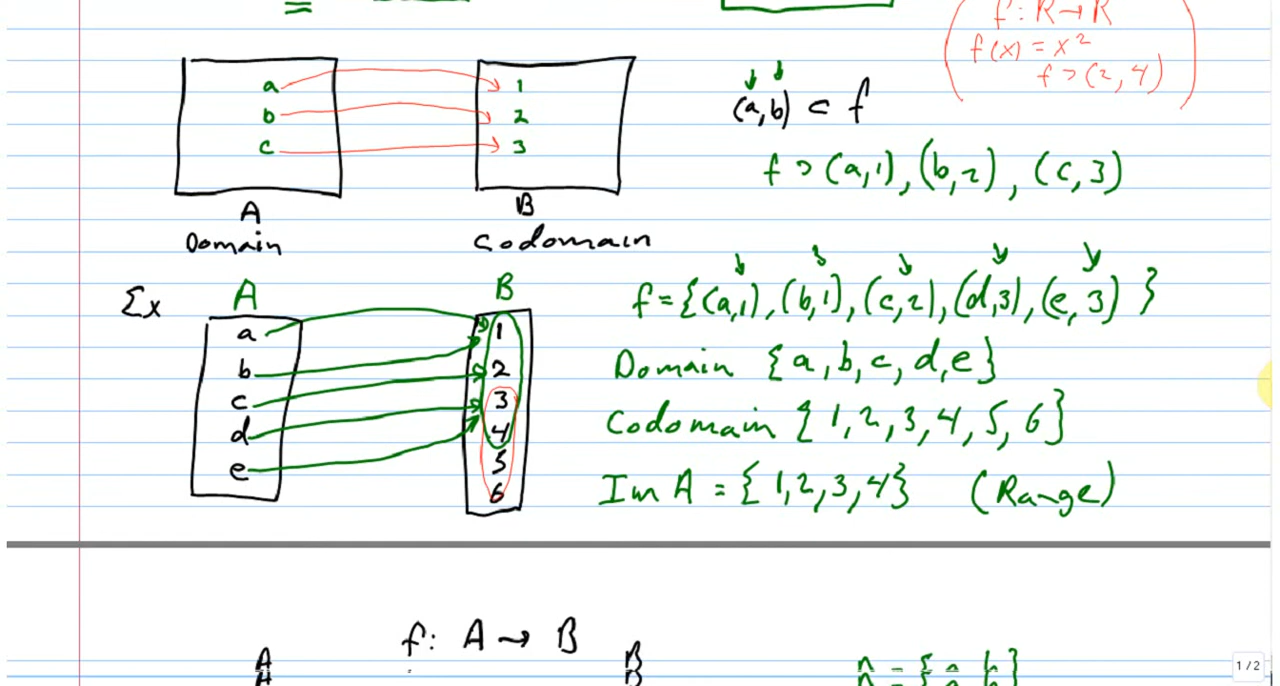 f: R → R
f(x) = x²
f ⊃ (2, 4)
a 1
b 2
c 3
(a,b) ⊂ f
f ⊃ (a,1), (b,2), (c,3)
A B
Domain Codomain
Ex A B
f = {(a,1), (b,1), (c,2), (d,3), (e,3)}
a 1
b 2
c 3
d 4
e 5
6
Domain {a, b, c, d, e}
Codomain {1, 2, 3, 4, 5, 6}
Im A = {1, 2, 3, 4} (Range)
f: A → B
A B
1 / 2